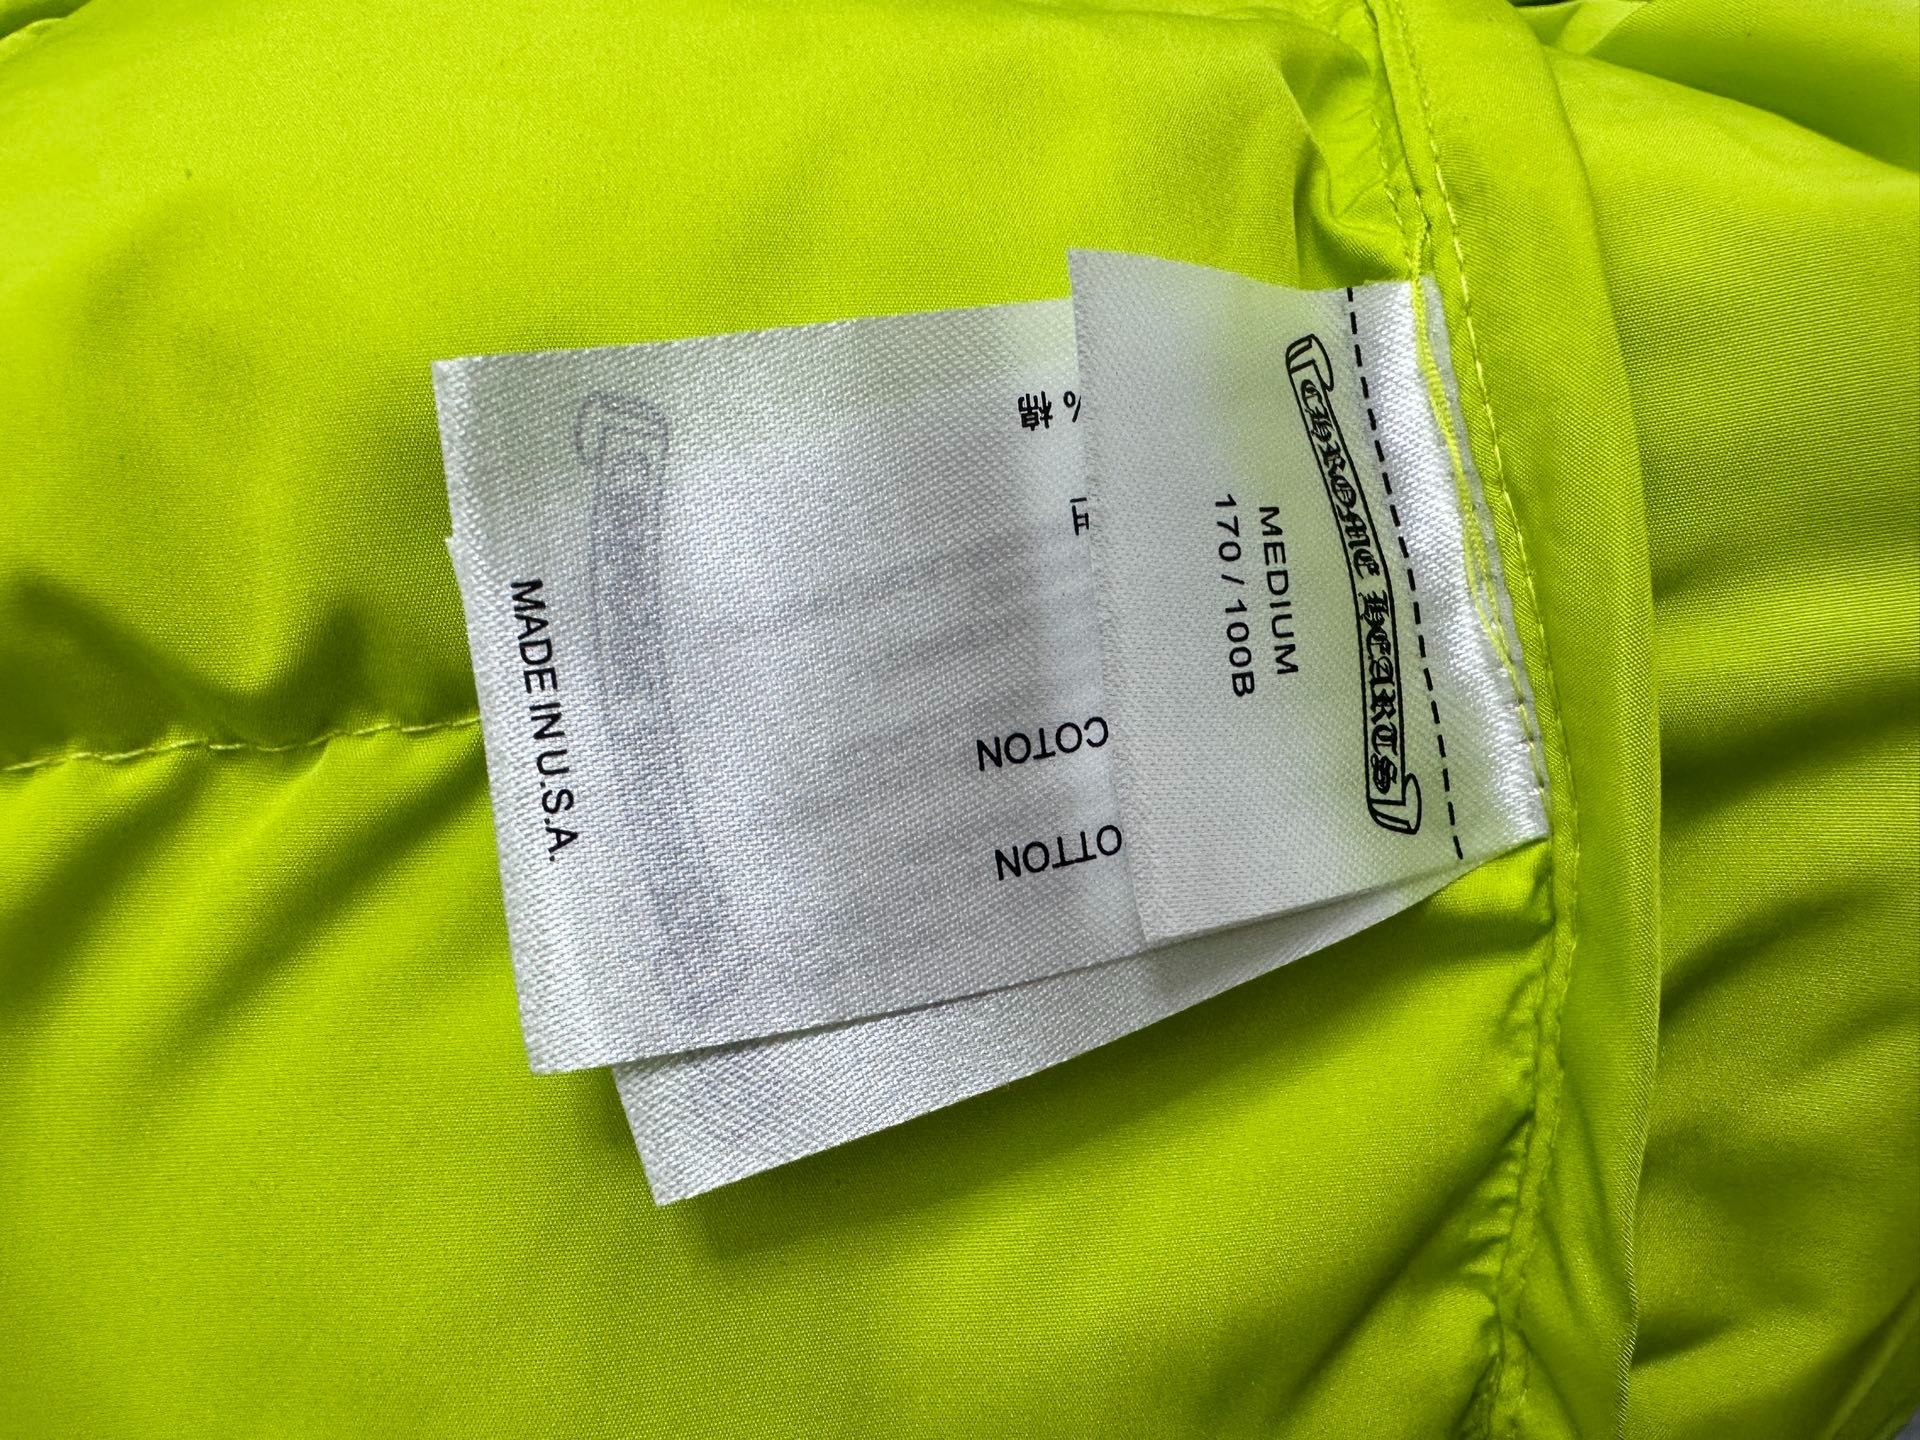 CHROME HEARTS
MEDIUM
170 / 100B
% 棉
COTON
OTTON
MADE IN U.S.A.